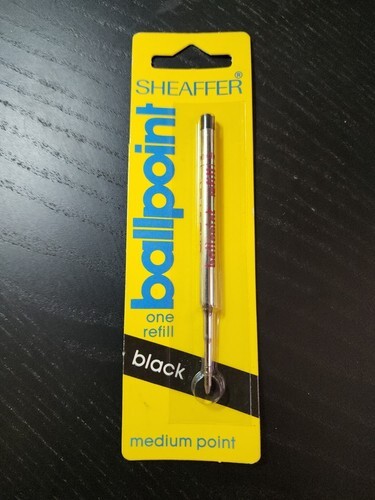 SHEAFFER®
ballpoint
one
refill
black
medium point